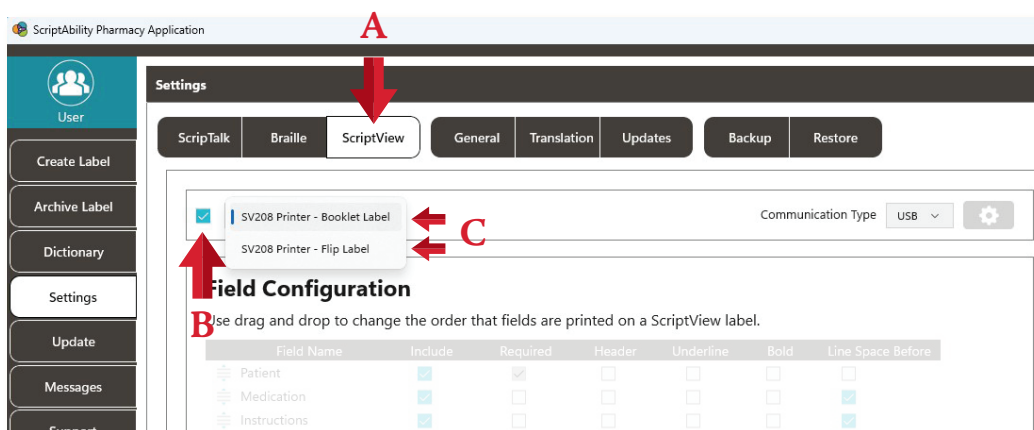 ScriptAbility Pharmacy Application
A
User
Settings
ScripTalk Braille ScriptView General Translation Updates Backup Restore
Create Label
Archive Label
Dictionary
Settings
Update
Messages
Support
SV208 Printer - Booklet Label
SV208 Printer - Flip Label
C
Communication Type USB
B
Field Configuration
Use drag and drop to change the order that fields are printed on a ScriptView label.
Field Name Include Required Header Underline Bold Line Space Before
Patient
Medication
Instructions